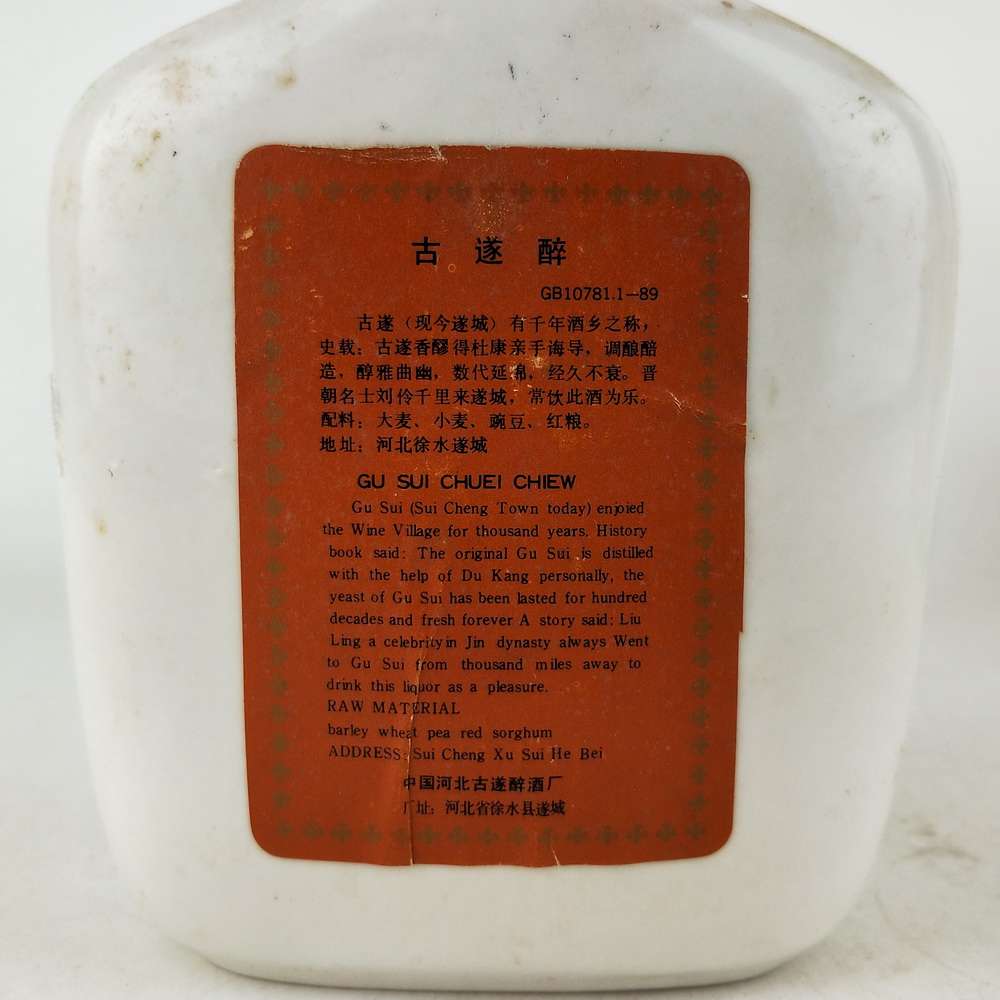 古遂醉
GB10781.1—89
古遂（现今遂城）有千年酒乡之称，
史载：古遂香醪得杜康亲手诲导，调酿酷
造，醇雅曲幽，数代延绵，经久不衰。晋
朝名士刘伶千里来遂城，常饮此酒为乐。
配料：大麦、小麦、豌豆、红粮。
地址：河北徐水遂城
GU SUI CHUEI CHIEW
Gu Sui (Sui Cheng Town today) enjoied
the Wine Village for thousand years. History
book said: The original Gu Sui is distilled
with the help of Du Kang personally, the
yeast of Gu Sui has been lasted for hundred
decades and fresh forever A story said: Liu
Ling a celebrityin Jin dynasty always Went
to Gu Sui from thousand miles away to
drink this liquor as a pleasure.
RAW MATERIAL
barley wheat pea red sorghum
ADDRESS: Sui Cheng Xu Sui He Bei
中国河北古遂醉酒厂
厂址：河北省徐水县遂城